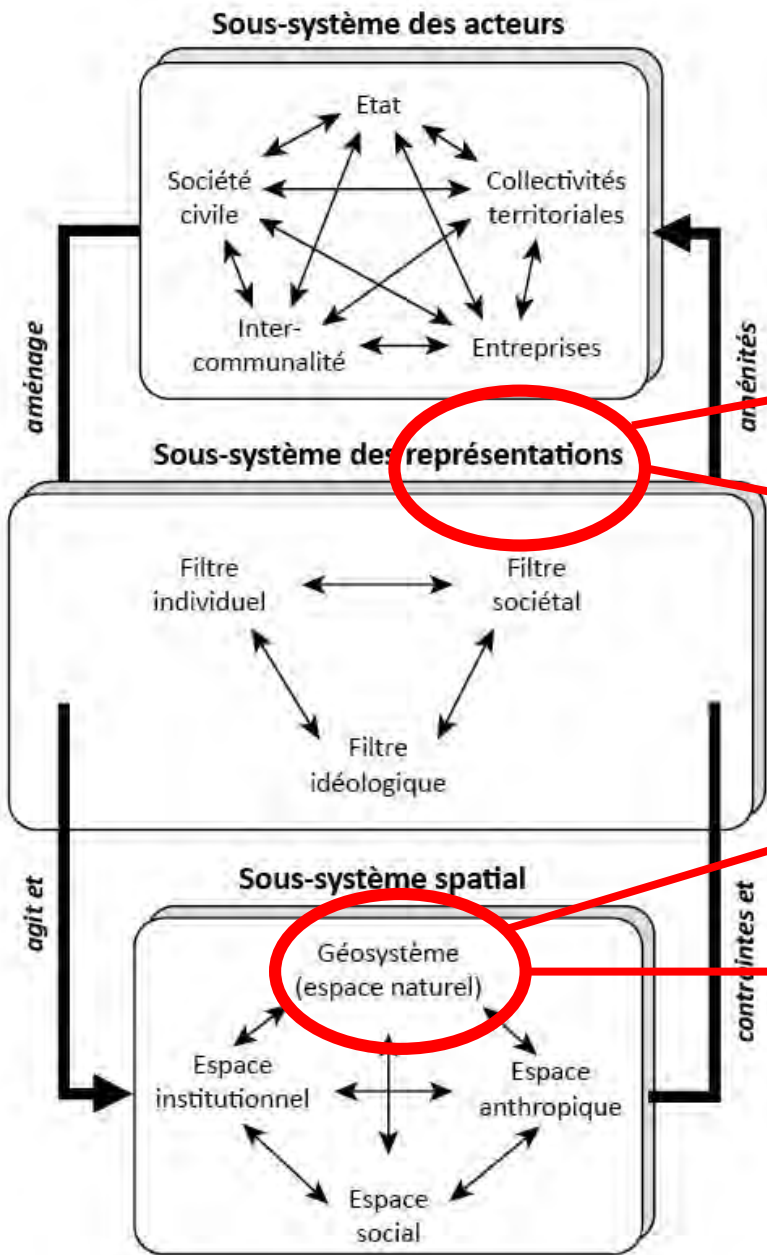 Sous-système des acteurs
Etat
Société
civile
Collectivités
territoriales
Inter-
communalité
Entreprises
aménage
aménités
Sous-système des représentations
Filtre
individuel
Filtre
sociétal
Filtre
idéologique
agit et
contraintes et
Sous-système spatial
Géosystème
(espace naturel)
Espace
institutionnel
Espace
anthropique
Espace
social